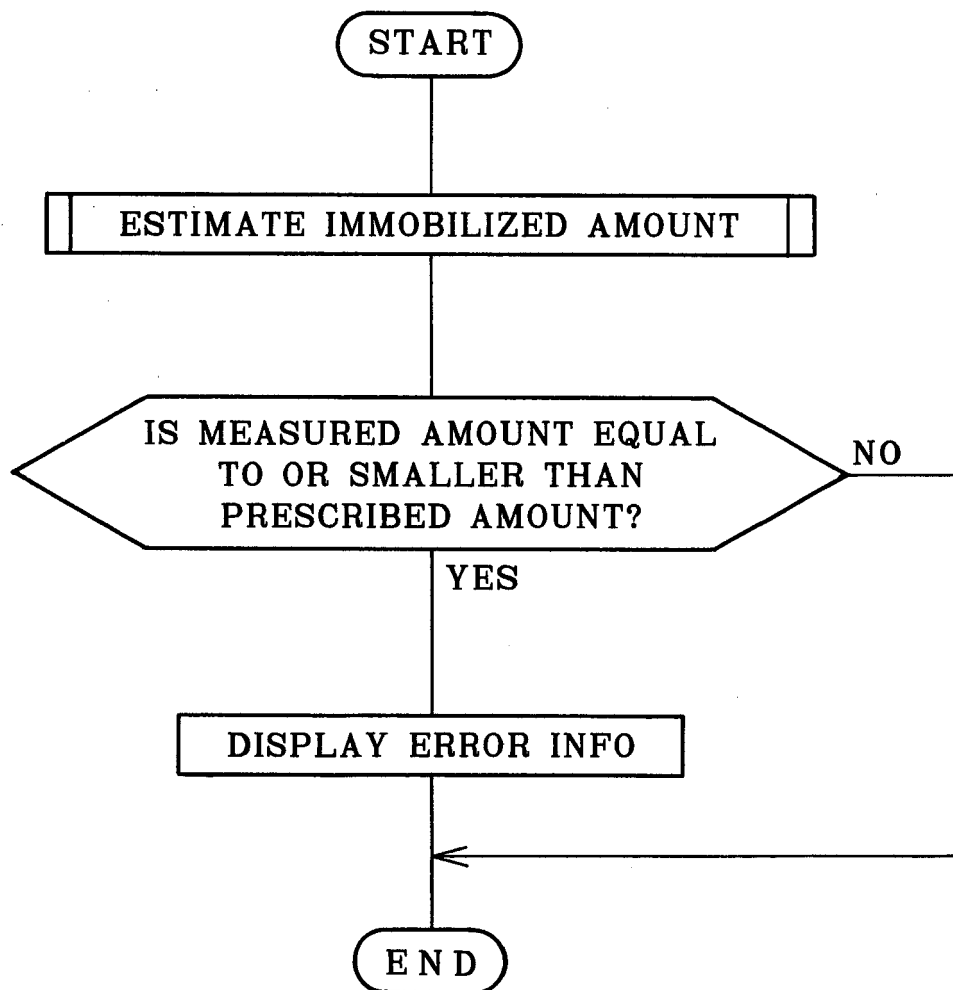 START
ESTIMATE IMMOBILIZED AMOUNT
IS MEASURED AMOUNT EQUAL
TO OR SMALLER THAN
PRESCRIBED AMOUNT?
NO
YES
DISPLAY ERROR INFO
END